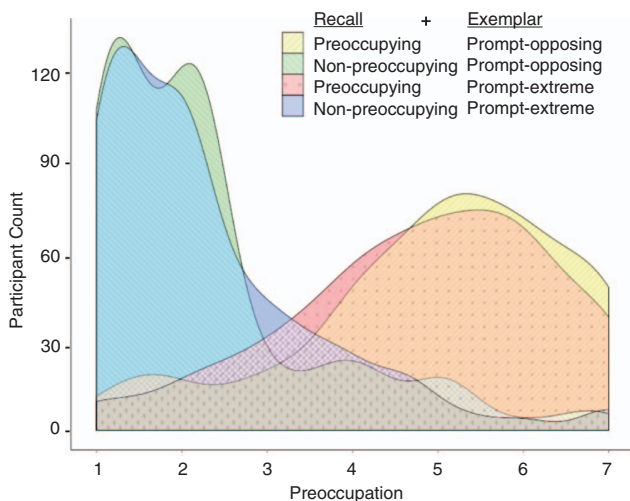 Recall + Exemplar
Preoccupying Prompt-opposing
Non-preoccupying Prompt-opposing
Preoccupying Prompt-extreme
Non-preoccupying Prompt-extreme
120
90
60
30
0
Participant Count
1 2 3 4 5 6 7
Preoccupation